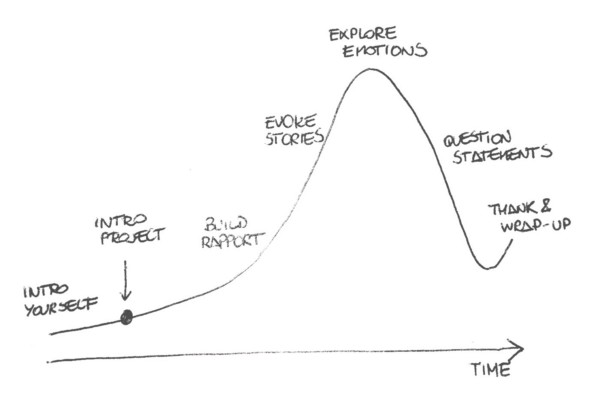 EXPLORE
EMOTIONS
EVOKE
STORIES
QUESTION
STATEMENTS
THANK &
WRAP-UP
INTRO
PROJECT
BUILD
RAPPORT
INTRO
YOURSELF
TIME